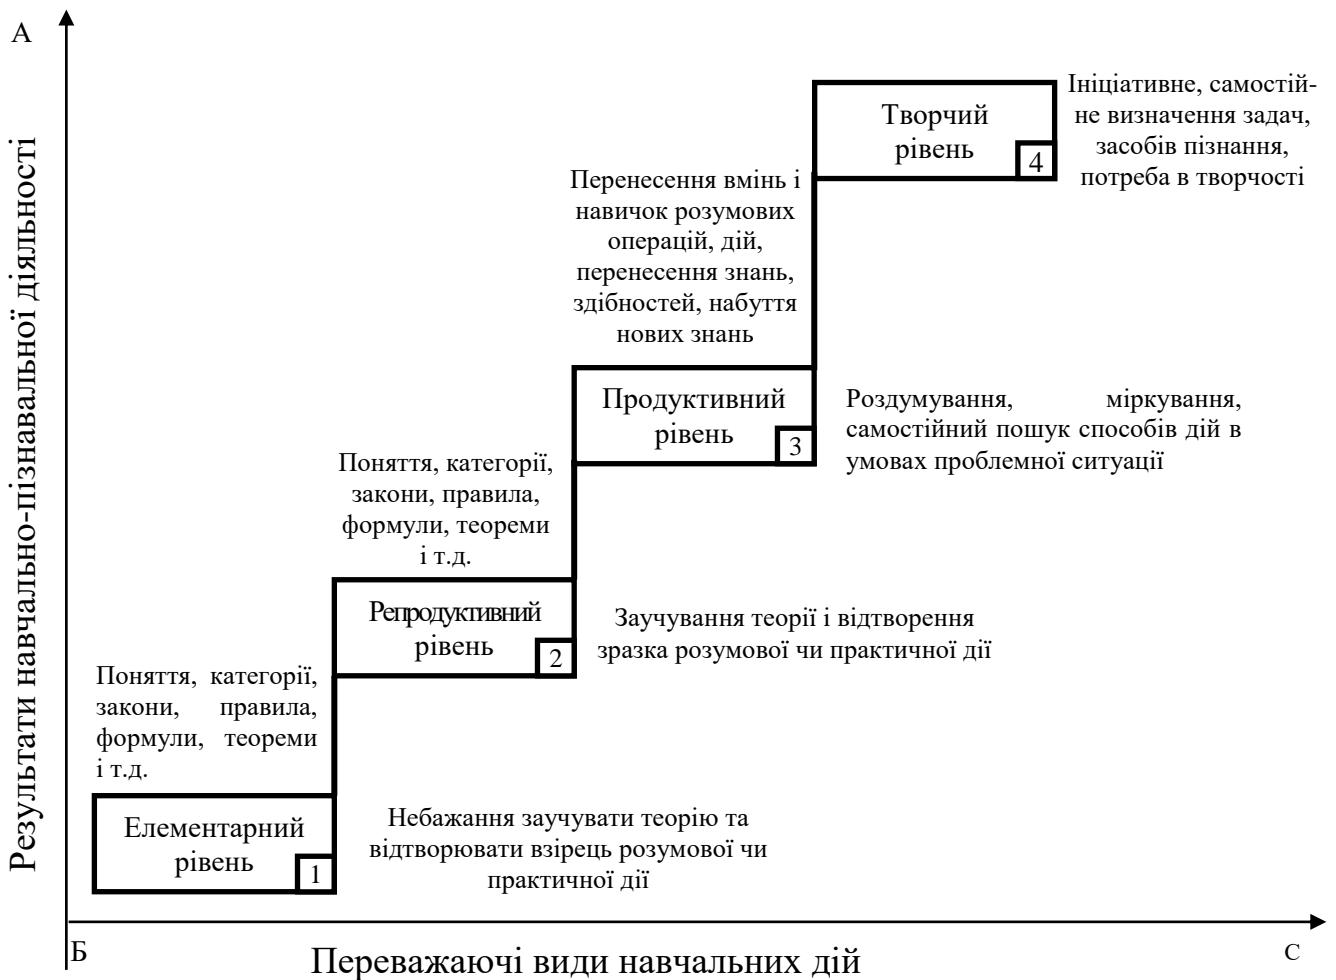 А
Результати навчально-пізнавальної діяльності
Творчий
рівень
4
Ініціативне, самостій-
не визначення задач,
засобів пізнання,
потреба в творчості
Перенесення вмінь і
навичок розумових
операцій, дій,
перенесення знань,
здібностей, набуття
нових знань
Продуктивний
рівень
3
Роздумування, міркування,
самостійний пошук способів дій в
умовах проблемної ситуації
Поняття, категорії,
закони, правила,
формули, теореми
і т.д.
Репродуктивний
рівень
2
Заучування теорії і відтворення
зразка розумової чи практичної дії
Поняття, категорії,
закони, правила,
формули, теореми
і т.д.
Елементарний
рівень
1
Небажання заучувати теорію та
відтворювати взірець розумової чи
практичної дії
Б
Переважаючі види навчальних дій
С